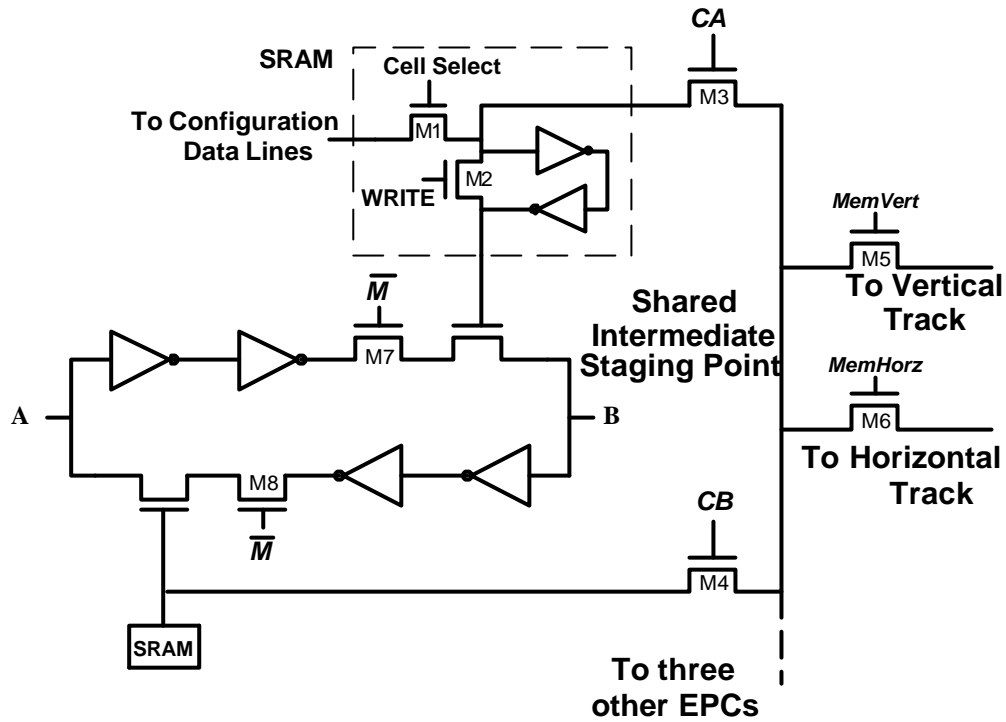 CA
SRAM
Cell Select
M3
To Configuration
Data Lines
M1
M2
WRITE
MemVert
M5
To Vertical
Track
M
Shared
Intermediate
Staging Point
M7
MemHorz
M6
A
B
To Horizontal
Track
M8
M
CB
M4
SRAM
To three
other EPCs